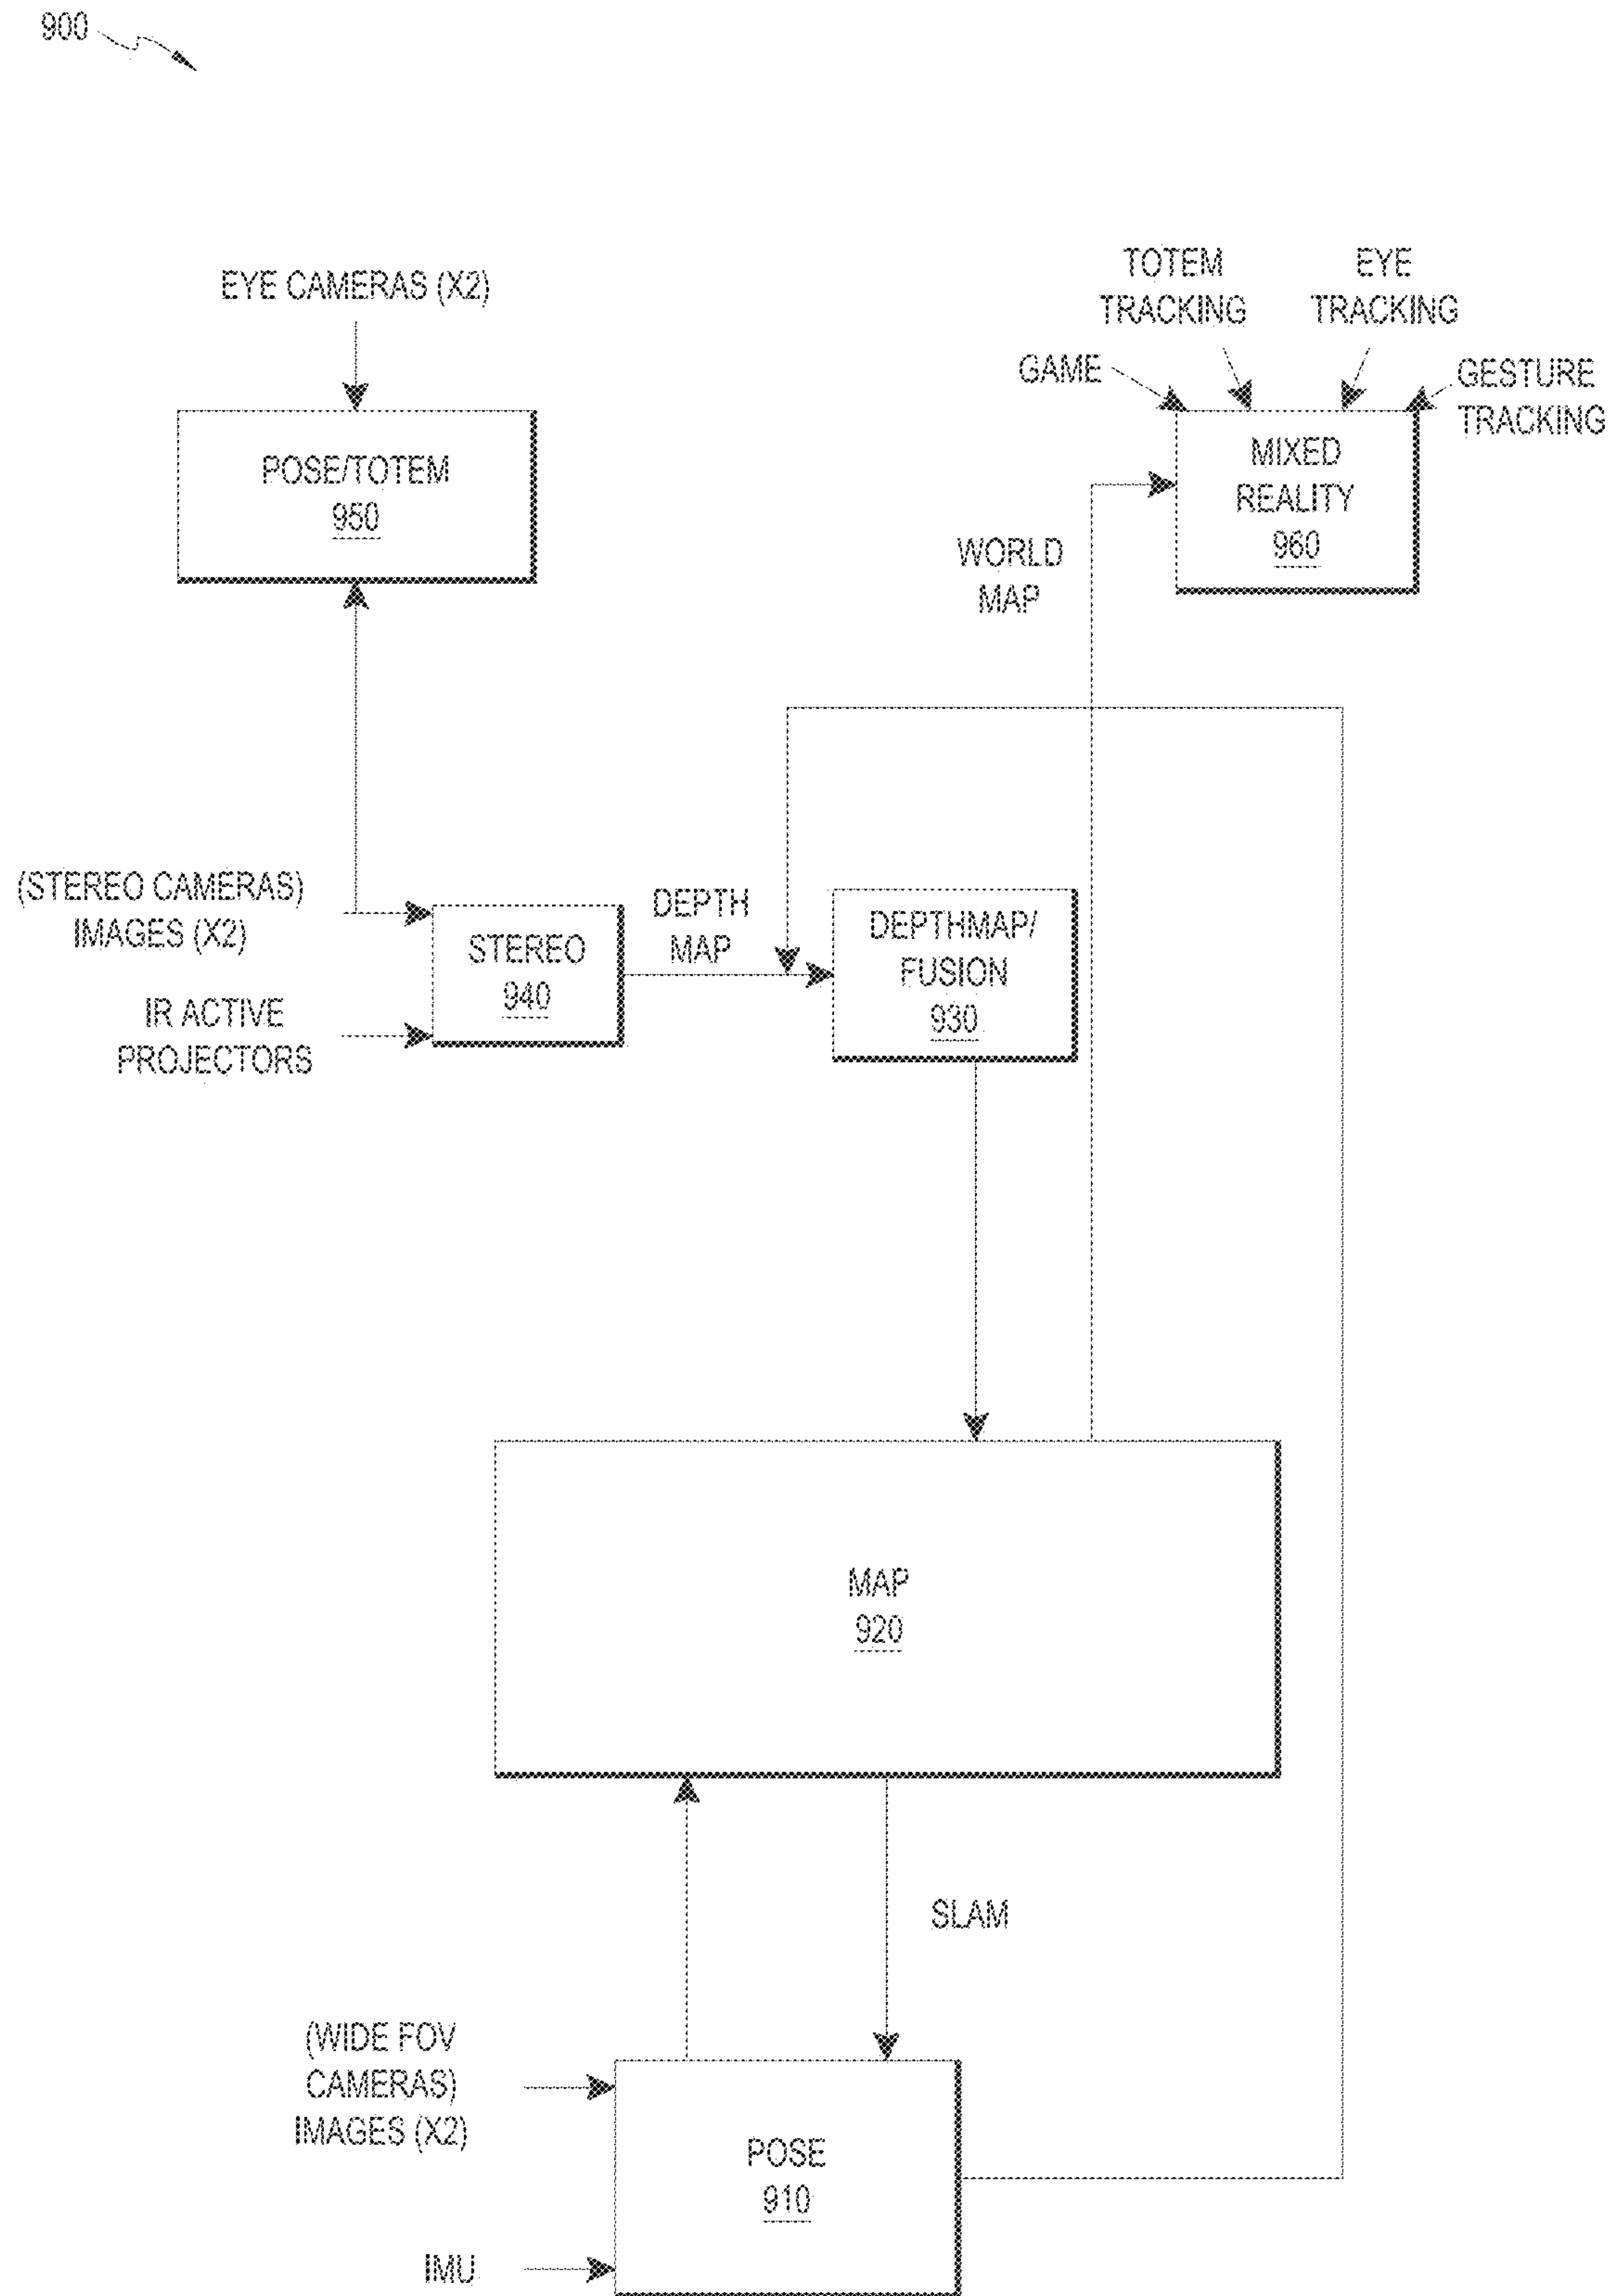 900
EYE CAMERAS (X2)
POSE/TOTEM
950
TOTEM
TRACKING
EYE
TRACKING
GAME
GESTURE
TRACKING
MIXED
REALITY
960
WORLD
MAP
(STEREO CAMERAS)
IMAGES (X2)
IR ACTIVE
PROJECTORS
STEREO
940
DEPTH
MAP
DEPTHMAP/
FUSION
930
MAP
920
SLAM
(WIDE FOV
CAMERAS)
IMAGES (X2)
IMU
POSE
910